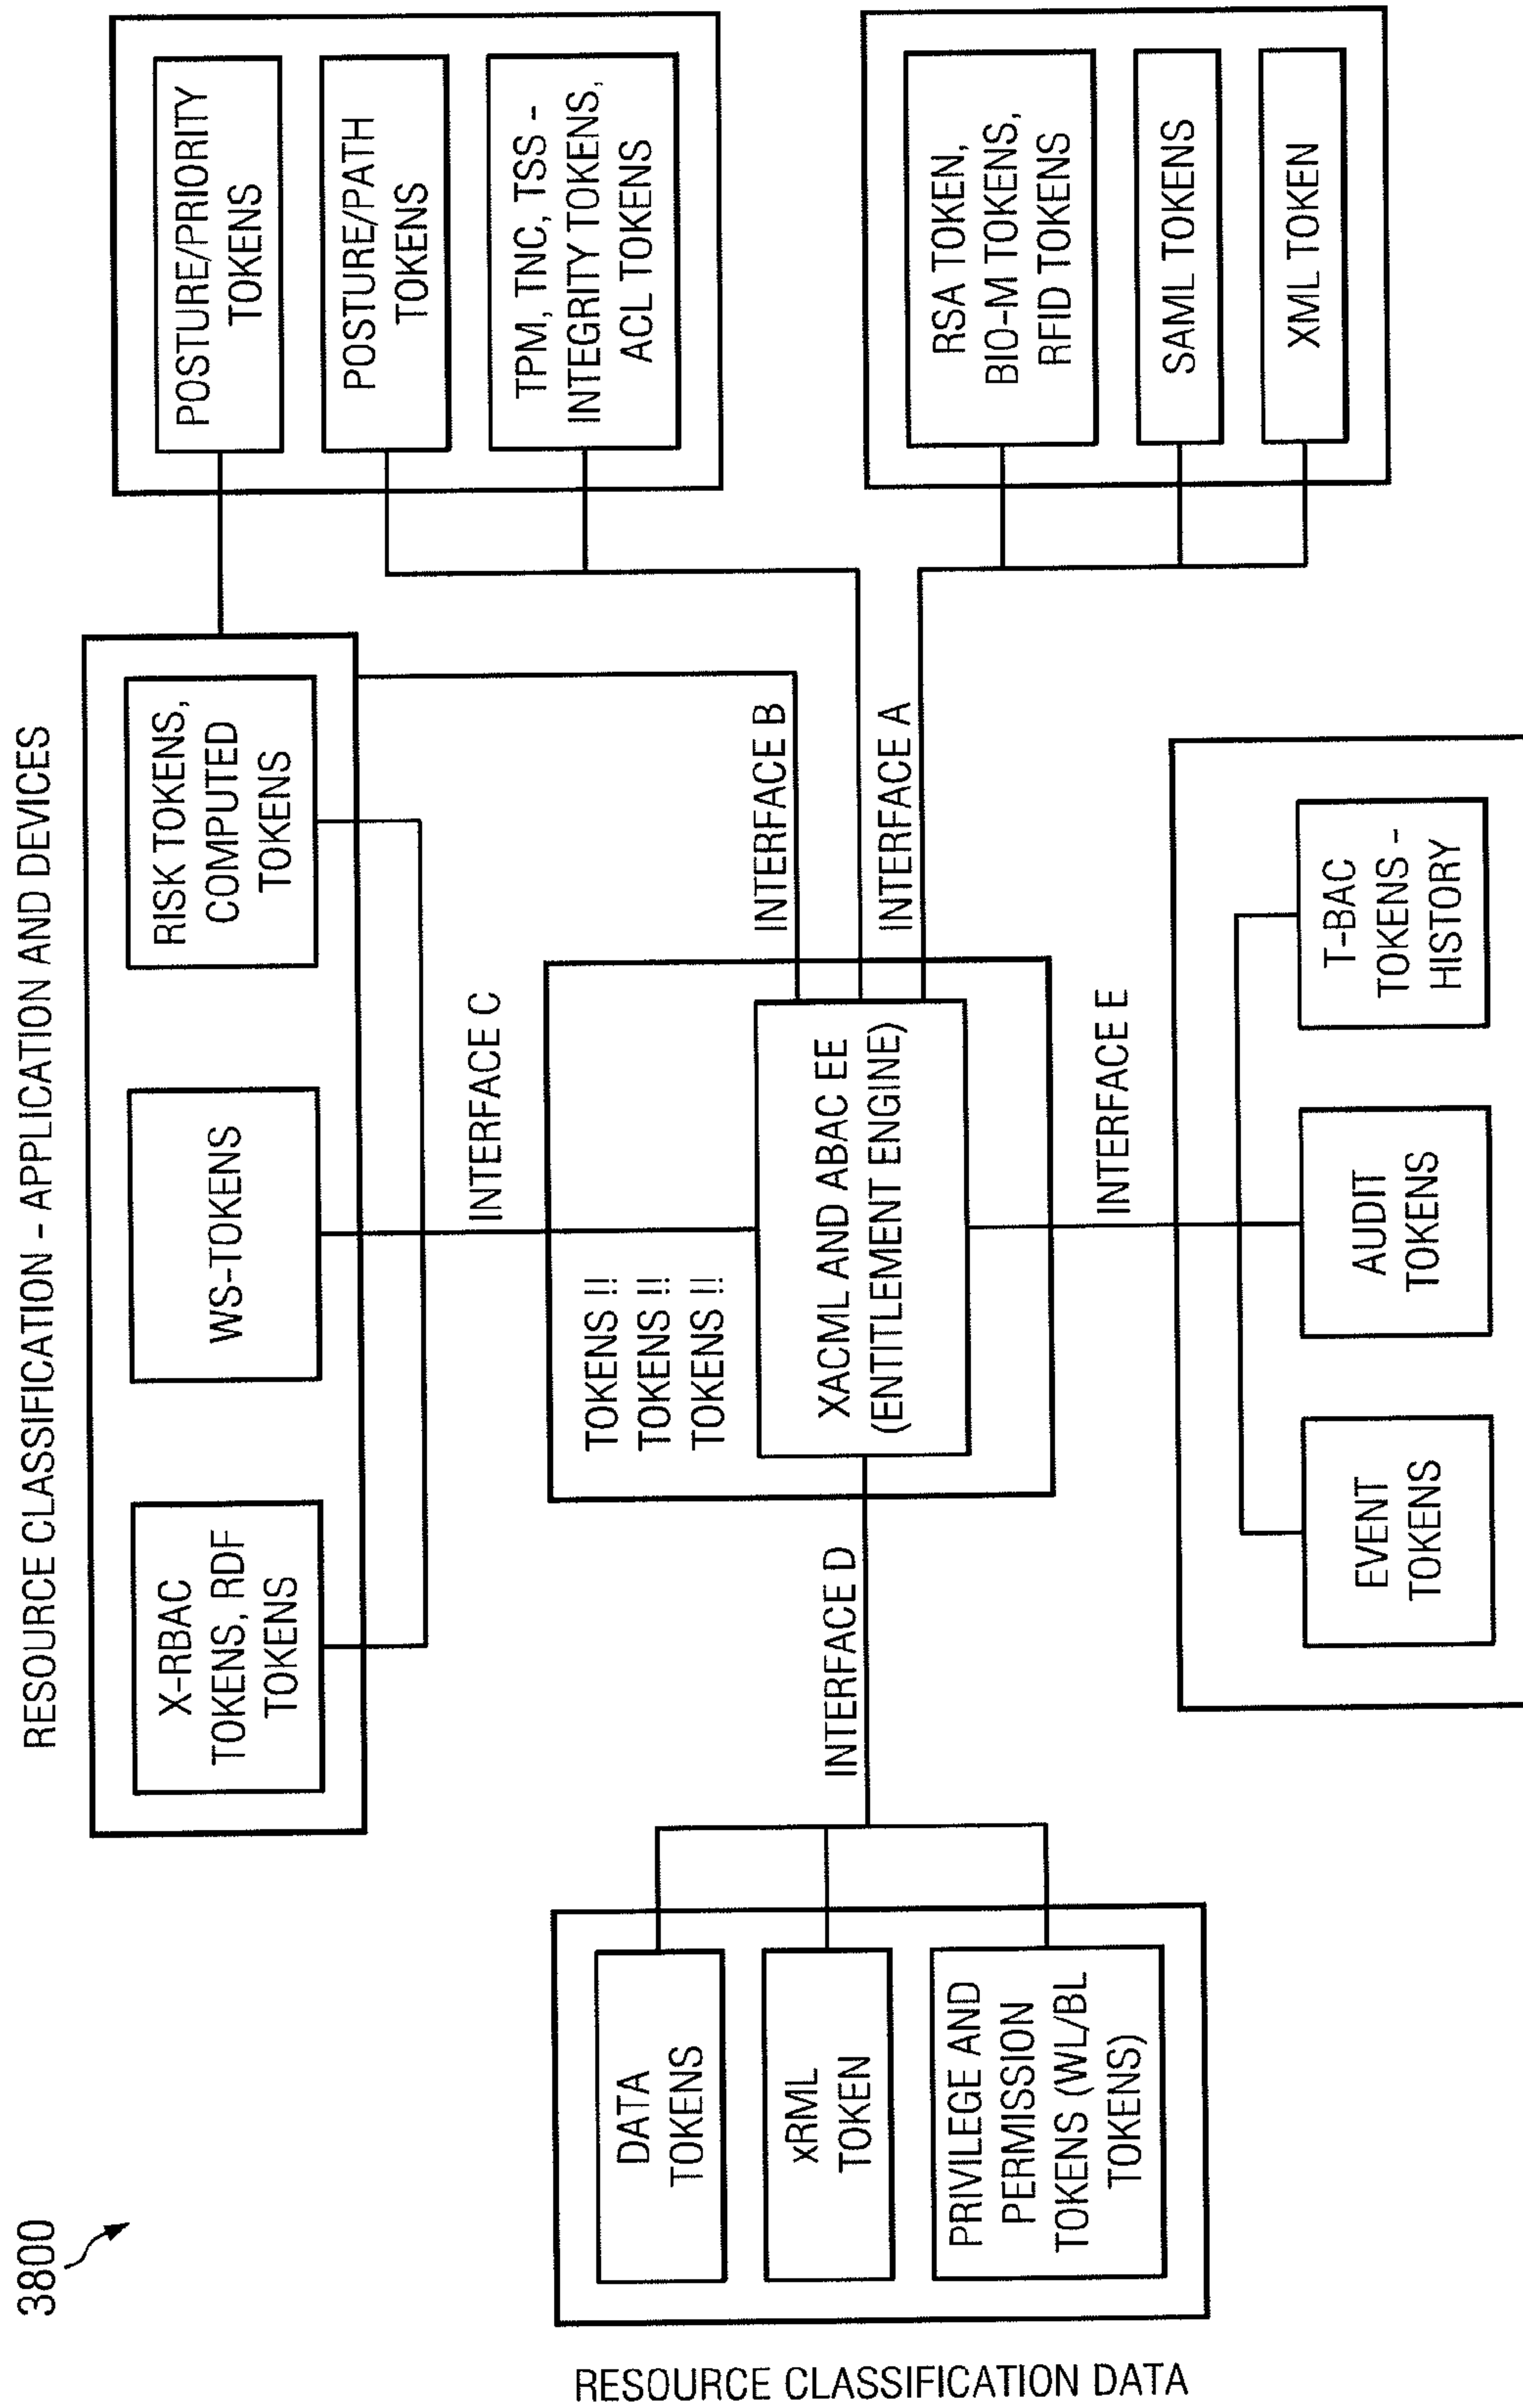 3800
RESOURCE CLASSIFICATION - APPLICATION AND DEVICES
X-RBAC
TOKENS, RDF
TOKENS
WS-TOKENS
RISK TOKENS,
COMPUTED
TOKENS
POSTURE/PRIORITY
TOKENS
POSTURE/PATH
TOKENS
TPM, TNC, TSS -
INTEGRITY TOKENS,
ACL TOKENS
INTERFACE C
INTERFACE B
INTERFACE A
TOKENS !!
TOKENS !!
TOKENS !!
XACML AND ABAC EE
(ENTITLEMENT ENGINE)
INTERFACE D
INTERFACE E
DATA
TOKENS
xRML
TOKEN
PRIVILEGE AND
PERMISSION
TOKENS (WL/BL
TOKENS)
RESOURCE CLASSIFICATION DATA
RSA TOKEN,
BIO-M TOKENS,
RFID TOKENS
SAML TOKENS
XML TOKEN
EVENT
TOKENS
AUDIT
TOKENS
T-BAC
TOKENS -
HISTORY